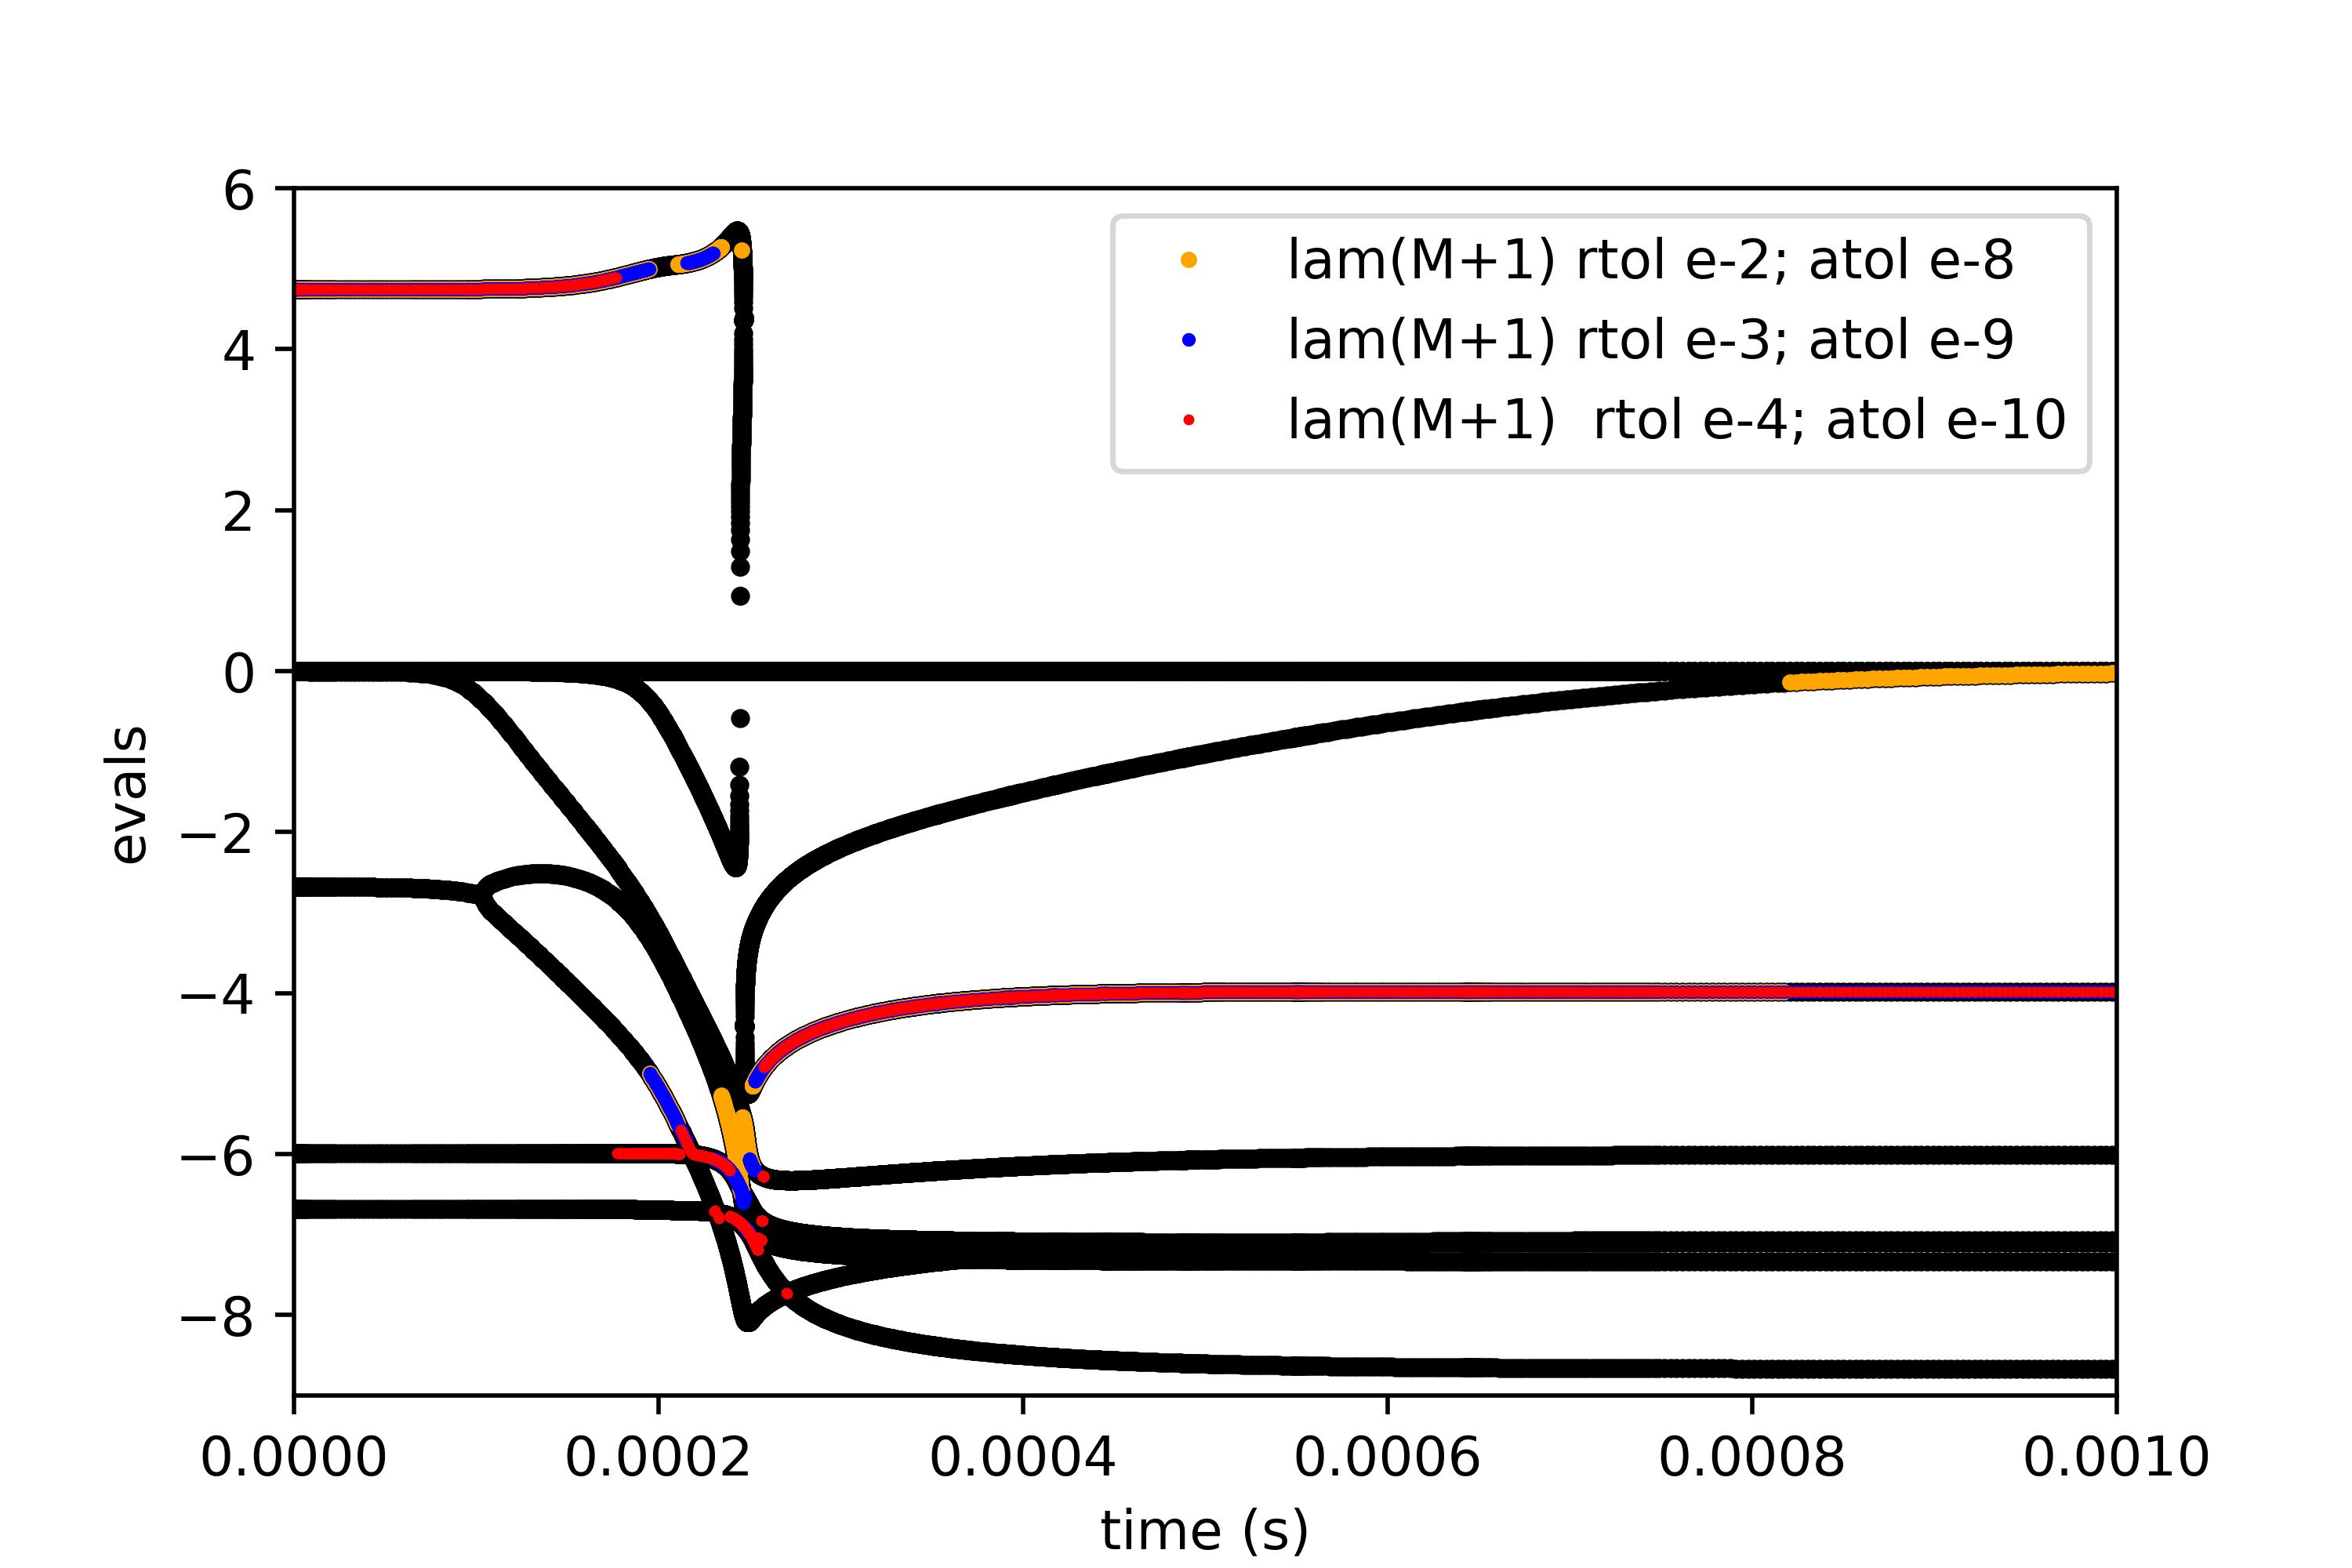 6
4
2
0
−2
−4
−6
−8
evals
lam(M+1) rtol e-2; atol e-8
lam(M+1) rtol e-3; atol e-9
lam(M+1)  rtol e-4; atol e-10
0.0000 0.0002 0.0004 0.0006 0.0008 0.0010
time (s)